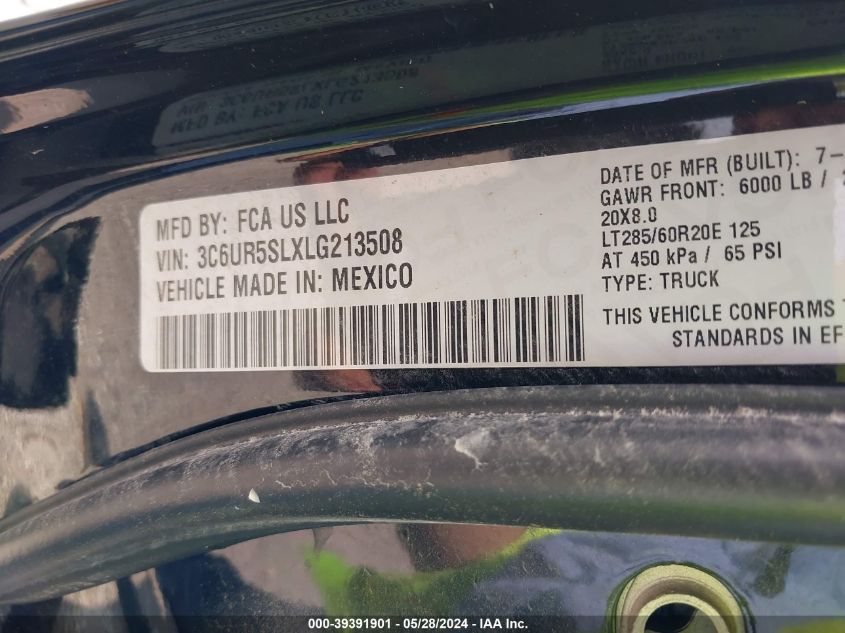 MFD BY: FCA US LLC
VIN: 3C6UR5SLXLG213508
VEHICLE MADE IN: MEXICO
DATE OF MFR (BUILT): 7-
GAWR FRONT: 6000 LB /
20X8.0
LT285/60R20E 125
AT 450 kPa / 65 PSI
TYPE: TRUCK
THIS VEHICLE CONFORMS
STANDARDS IN EF
000-39391901 - 05/28/2024 - IAA Inc.